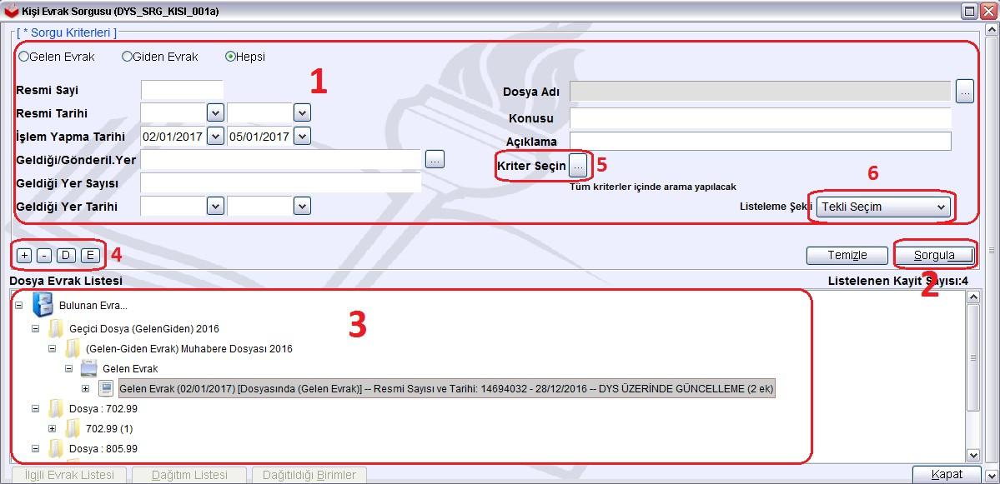 Kişi Evrak Sorgusu (DYS_SRG_KISI_001a)
[ * Sorgu Kriterleri ]
Gelen Evrak Giden Evrak Hepsi
1
Resmi Sayi
Resmi Tarihi
İşlem Yapma Tarihi 02/01/2017 05/01/2017
Geldiği/Gönderil.Yer ...
Geldiği Yer Sayısı
Geldiği Yer Tarihi
Dosya Adı ...
Konusu
Açıklama
Kriter Seçin ... 5
Tüm kriterler içinde arama yapılacak
6
Listeleme Şekli Tekli Seçim
+ - D E 4
Temizle Sorgula
2
Dosya Evrak Listesi Listelenen Kayit Sayısı:4
3
Bulunan Evra...
Geçici Dosya (GelenGiden) 2016
(Gelen-Giden Evrak) Muhabere Dosyası 2016
Gelen Evrak
Gelen Evrak (02/01/2017) [Dosyasında (Gelen Evrak)] -- Resmi Sayısı ve Tarihi: 14694032 - 28/12/2016 -- DYS ÜZERİNDE GÜNCELLEME (2 ek)
Dosya : 702.99
702.99 (1)
Dosya : 805.99
İlgili Evrak Listesi Dağıtım Listesi Dağıtıldığı Birimler Kapat